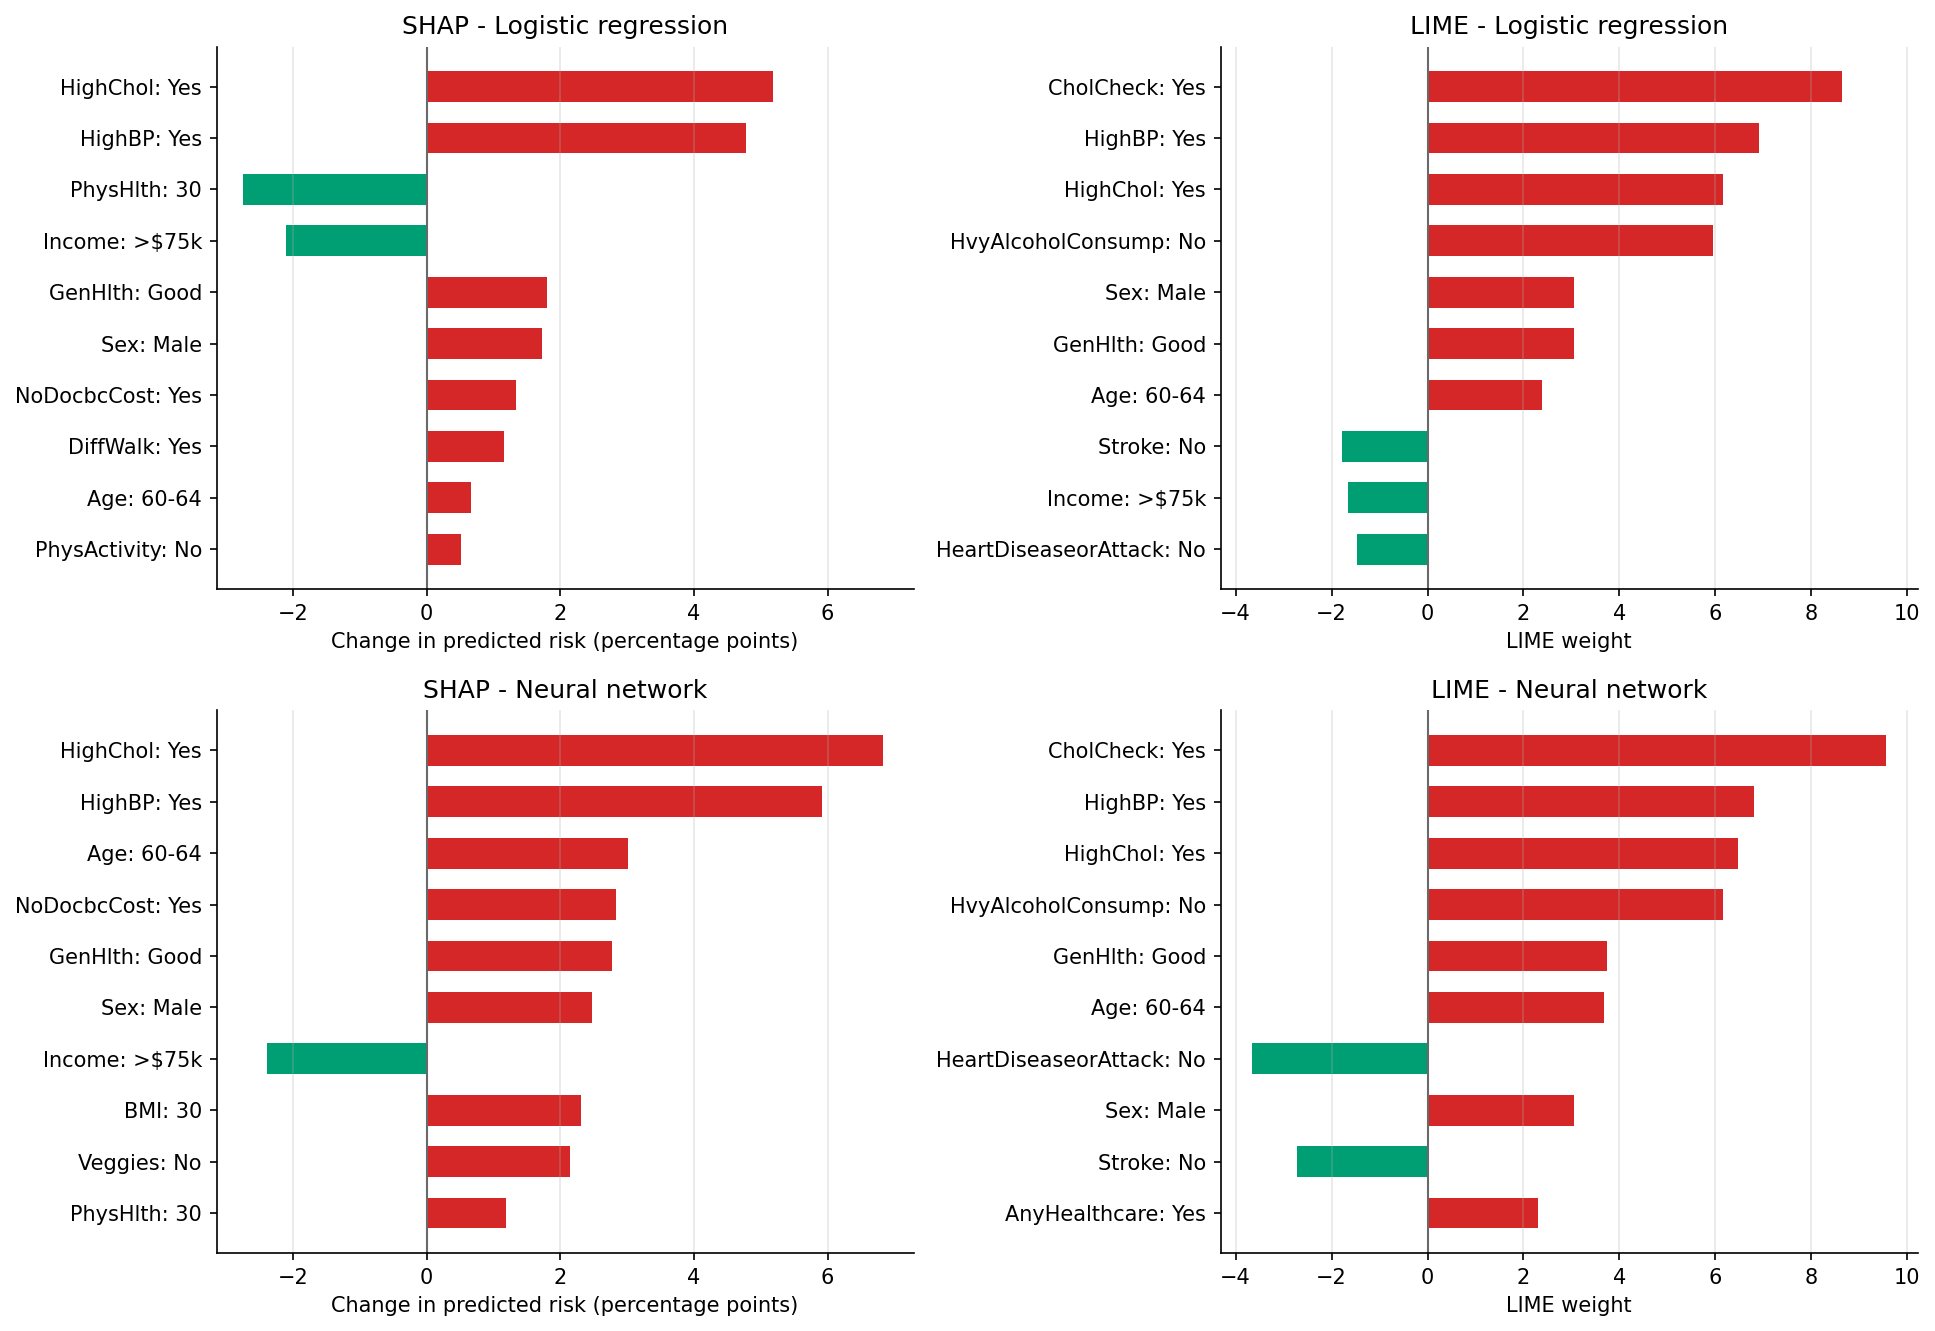 SHAP - Logistic regression
HighChol: Yes
HighBP: Yes
PhysHlth: 30
Income: >$75k
GenHlth: Good
Sex: Male
NoDocbcCost: Yes
DiffWalk: Yes
Age: 60-64
PhysActivity: No
−2 0 2 4 6
Change in predicted risk (percentage points)
LIME - Logistic regression
CholCheck: Yes
HighBP: Yes
HighChol: Yes
HvyAlcoholConsump: No
Sex: Male
GenHlth: Good
Age: 60-64
Stroke: No
Income: >$75k
HeartDiseaseorAttack: No
−4 −2 0 2 4 6 8 10
LIME weight
SHAP - Neural network
HighChol: Yes
HighBP: Yes
Age: 60-64
NoDocbcCost: Yes
GenHlth: Good
Sex: Male
Income: >$75k
BMI: 30
Veggies: No
PhysHlth: 30
−2 0 2 4 6
Change in predicted risk (percentage points)
LIME - Neural network
CholCheck: Yes
HighBP: Yes
HighChol: Yes
HvyAlcoholConsump: No
GenHlth: Good
Age: 60-64
HeartDiseaseorAttack: No
Sex: Male
Stroke: No
AnyHealthcare: Yes
−4 −2 0 2 4 6 8 10
LIME weight